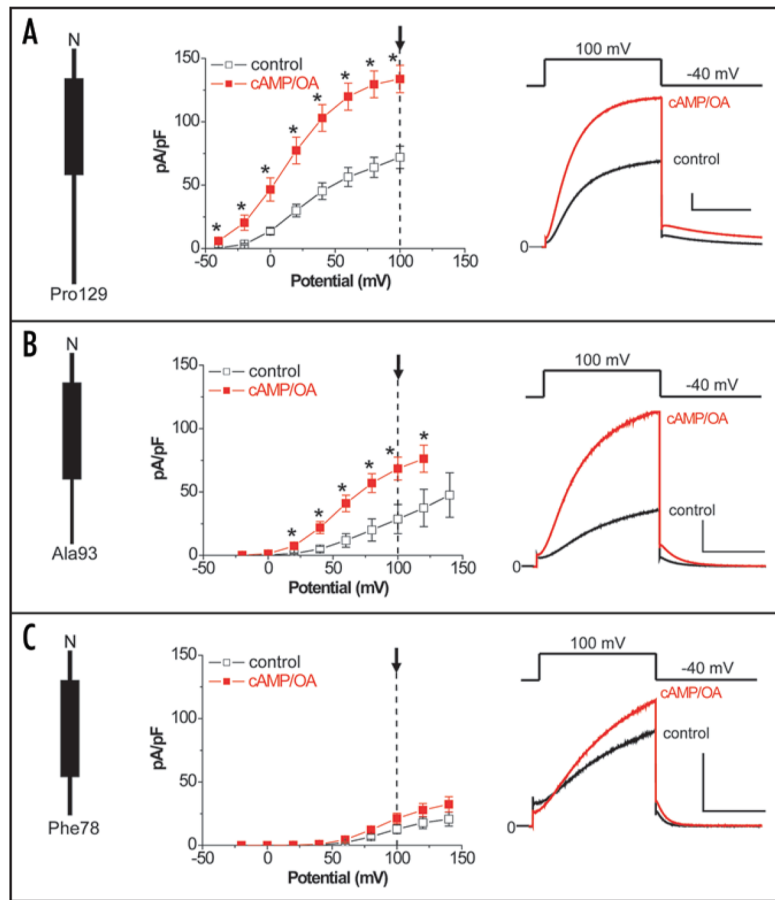 A
N
Pro129
control
cAMP/OA
pA/pF
150
100
50
0
-50
0
50
100
150
Potential (mV)
* * * * * * * *
100 mV
-40 mV
cAMP/OA
control
0
B
N
Ala93
control
cAMP/OA
pA/pF
150
100
50
0
-50
0
50
100
150
Potential (mV)
* * * * * *
100 mV
-40 mV
cAMP/OA
control
0
C
N
Phe78
control
cAMP/OA
pA/pF
150
100
50
0
-50
0
50
100
150
Potential (mV)
100 mV
-40 mV
cAMP/OA
control
0